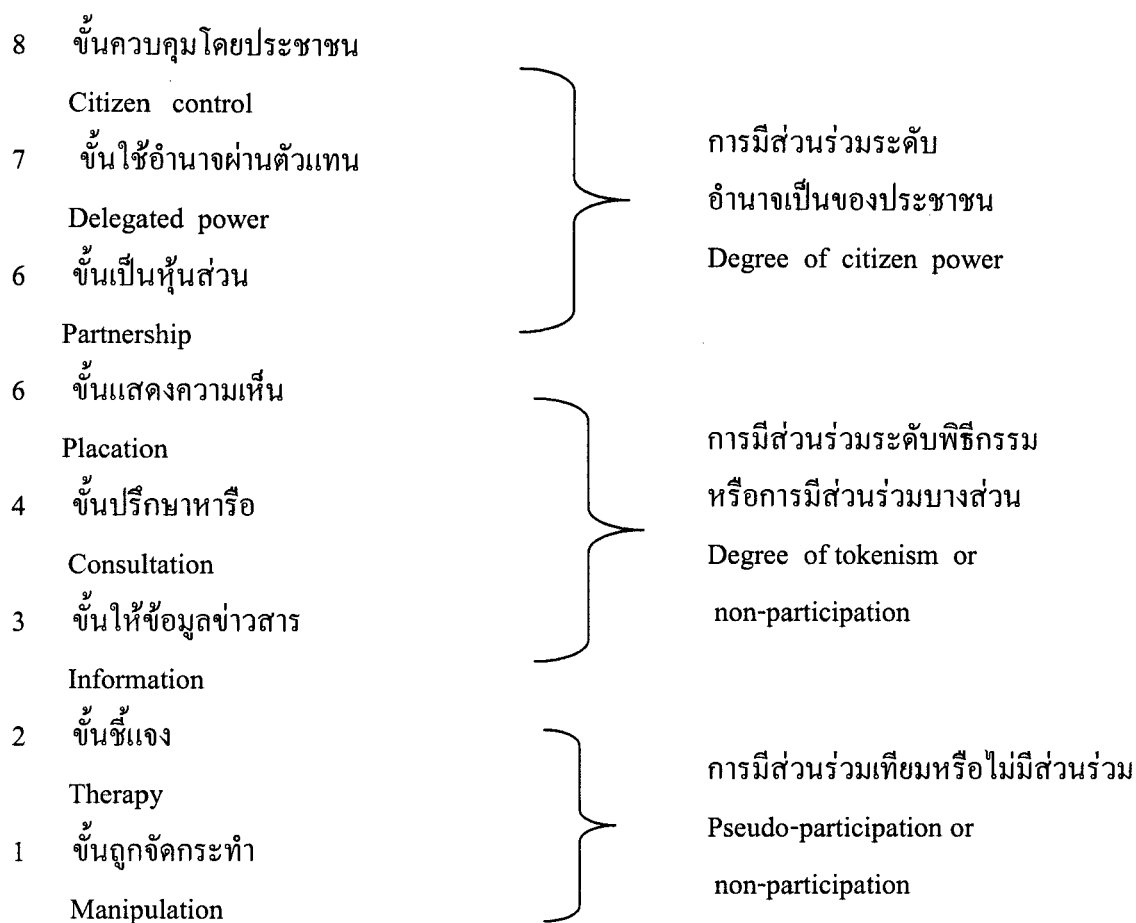 8 ขั้นควบคุมโดยประชาชน
Citizen control
7 ขั้นใช้อำนาจผ่านตัวแทน
Delegated power
6 ขั้นเป็นหุ้นส่วน
Partnership
การมีส่วนร่วมระดับ
อำนาจเป็นของประชาชน
Degree of citizen power
6 ขั้นแสดงความเห็น
Placation
4 ขั้นปรึกษาหารือ
Consultation
3 ขั้นให้ข้อมูลข่าวสาร
Information
การมีส่วนร่วมระดับพิธีกรรม
หรือการมีส่วนร่วมบางส่วน
Degree of tokenism or
non-participation
2 ขั้นชี้แจง
Therapy
1 ขั้นถูกจัดกระทำ
Manipulation
การมีส่วนร่วมเทียมหรือไม่มีส่วนร่วม
Pseudo-participation or
non-participation